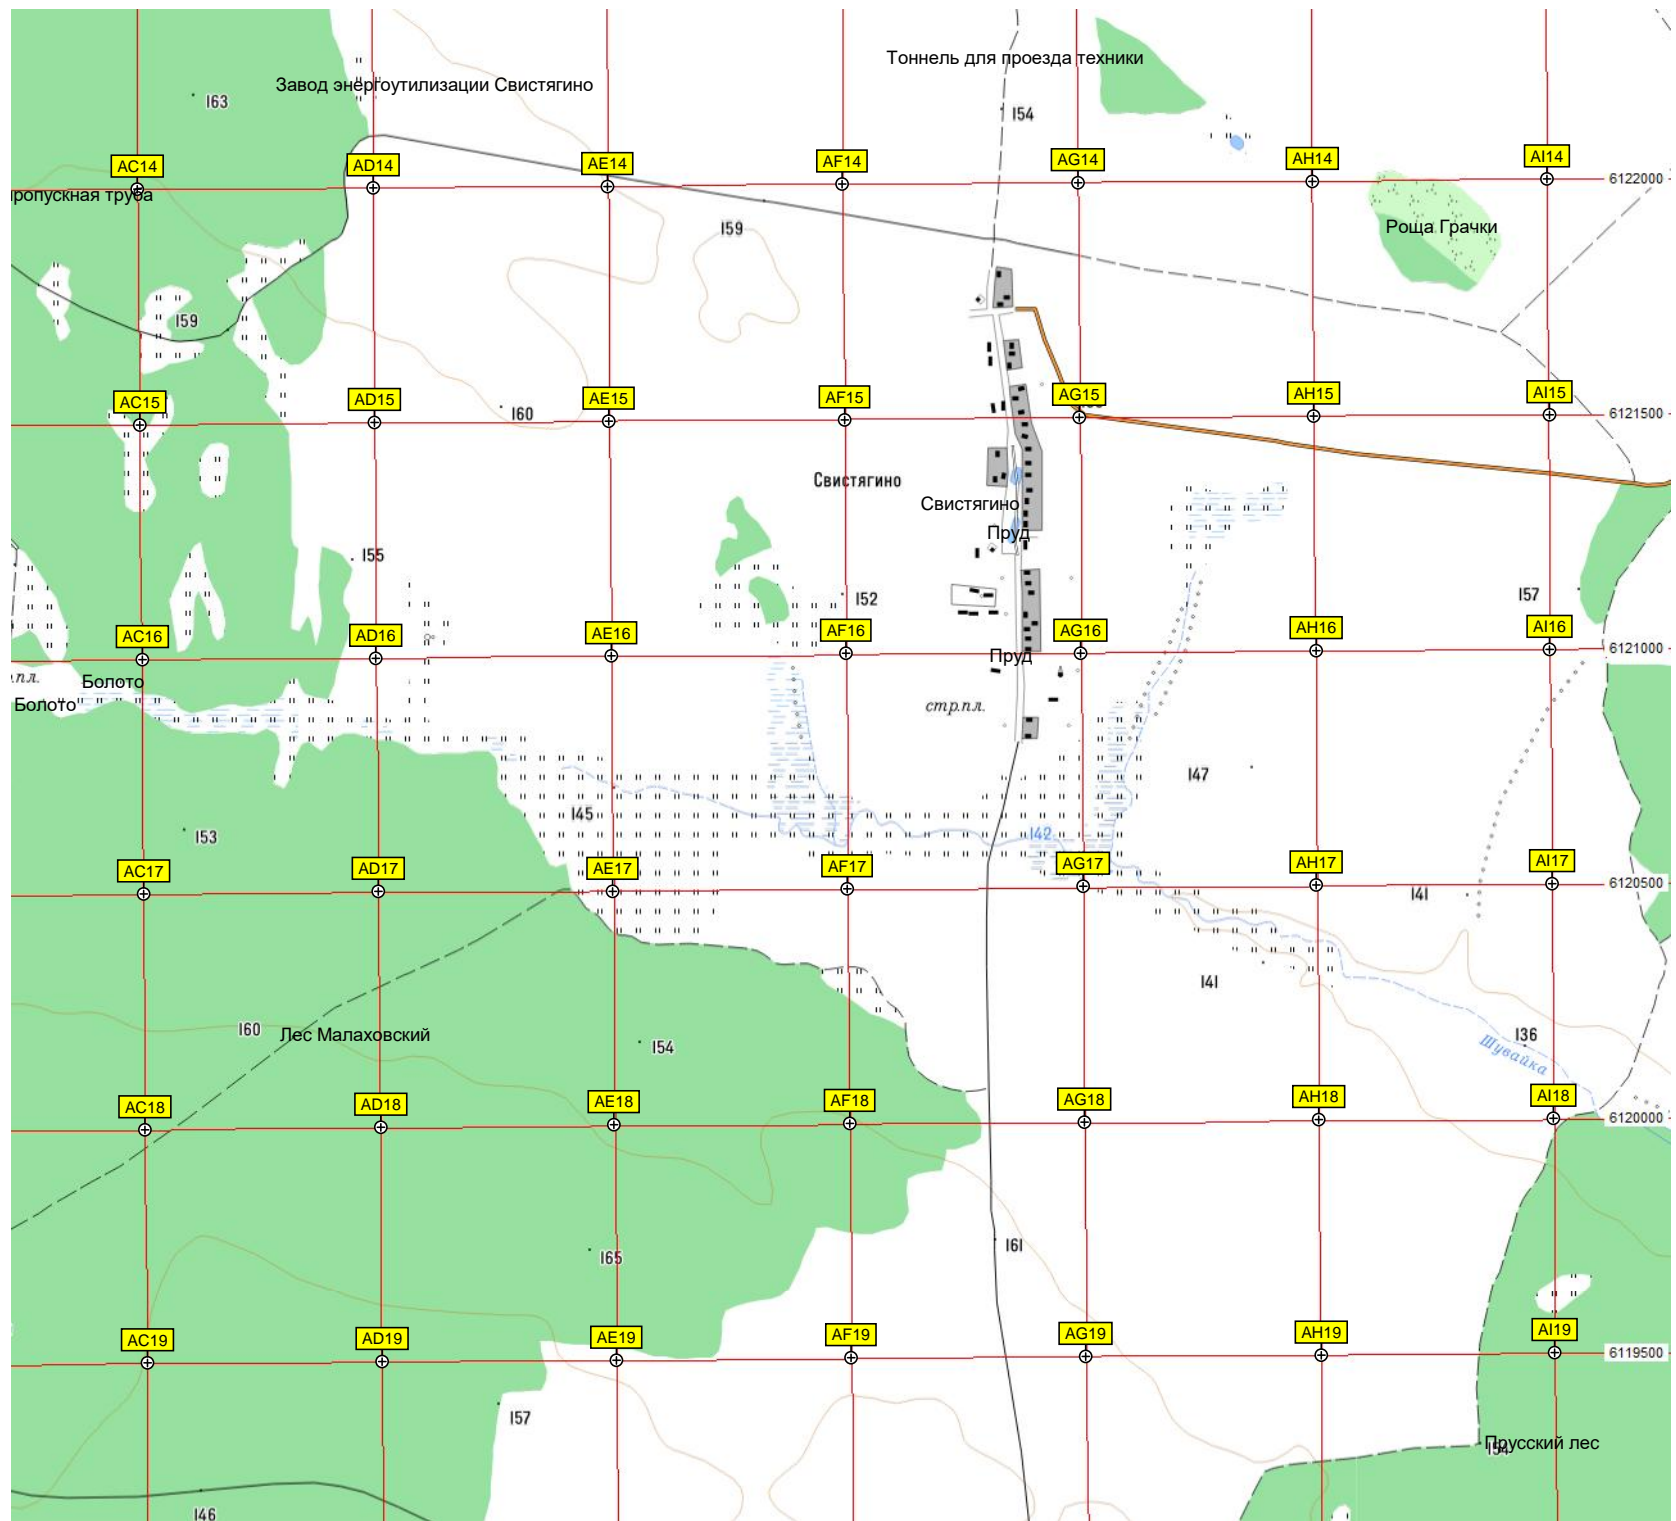 Тоннель для проезда техники
Завод энергоутилизации Свистягино
163
154
AC14
AD14
AE14
AF14
AG14
AH14
AI14
6122000
пропускная труба
159
Роща Грачки
159
AC15
AD15
AE15
AF15
AG15
AH15
AI15
6121500
160
Свистягино
Свистягино
Пруд
155
152
157
AC16
AD16
AE16
AF16
AG16
AH16
AI16
6121000
Пруд
.пл.
Болото
Болото
стр.пл.
147
145
153
142
AC17
AD17
AE17
AF17
AG17
AH17
AI17
6120500
141
141
160
Лес Малаховский
154
136
Шувайка
AC18
AD18
AE18
AF18
AG18
AH18
AI18
6120000
161
165
AC19
AD19
AE19
AF19
AG19
AH19
AI19
6119500
157
Прусский лес
146